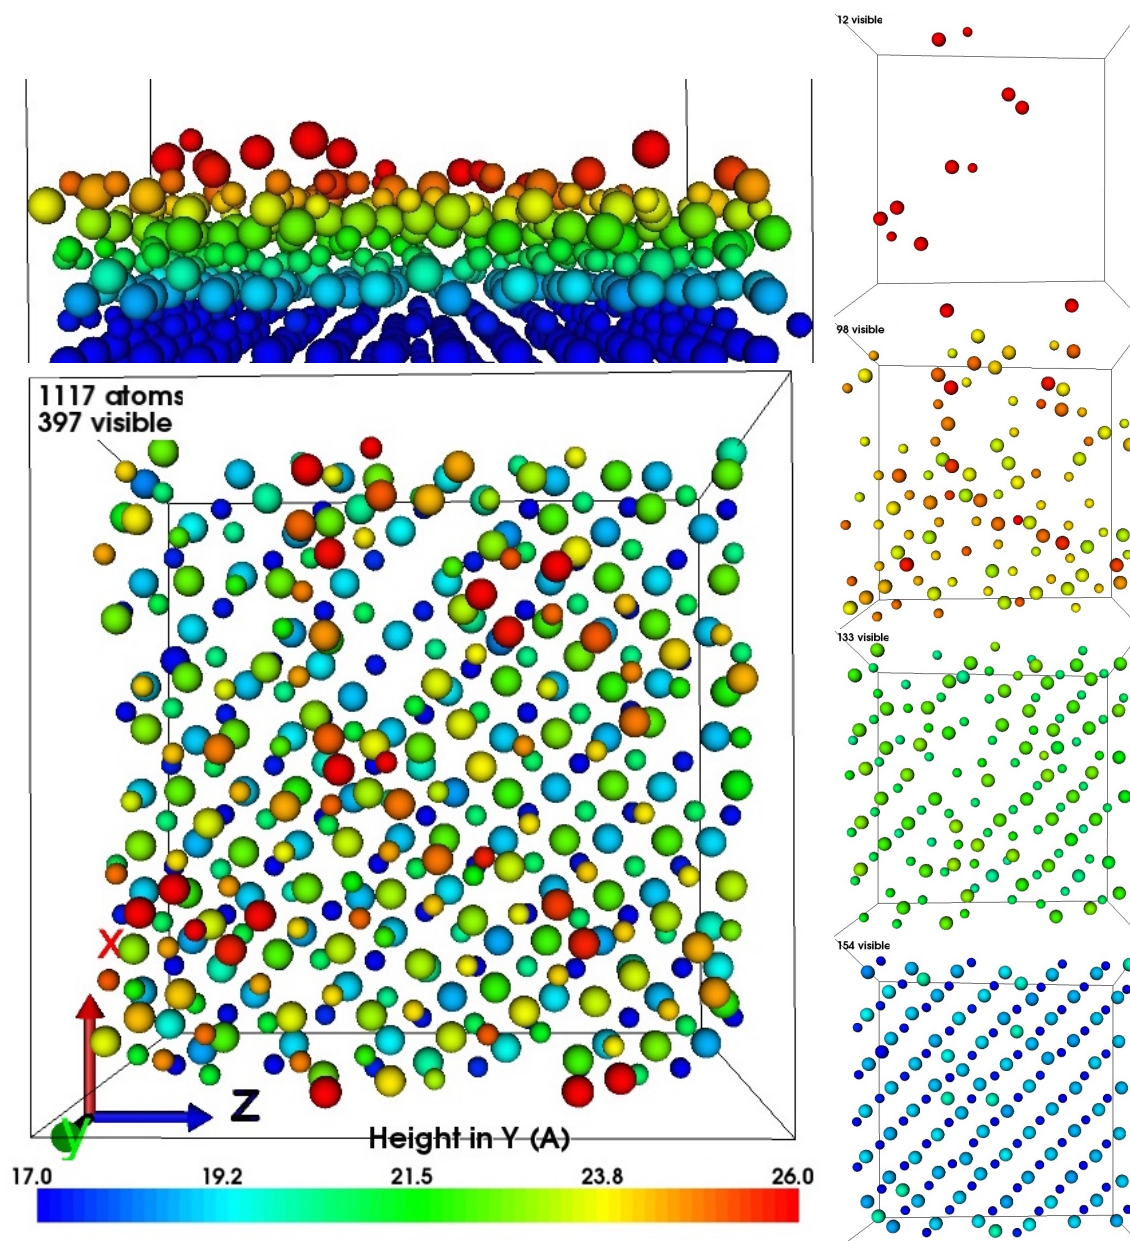 1117 atoms
397 visible
X
Z
y
Height in Y (A)
17.0 19.2 21.5 23.8 26.0
12 visible
98 visible
133 visible
154 visible